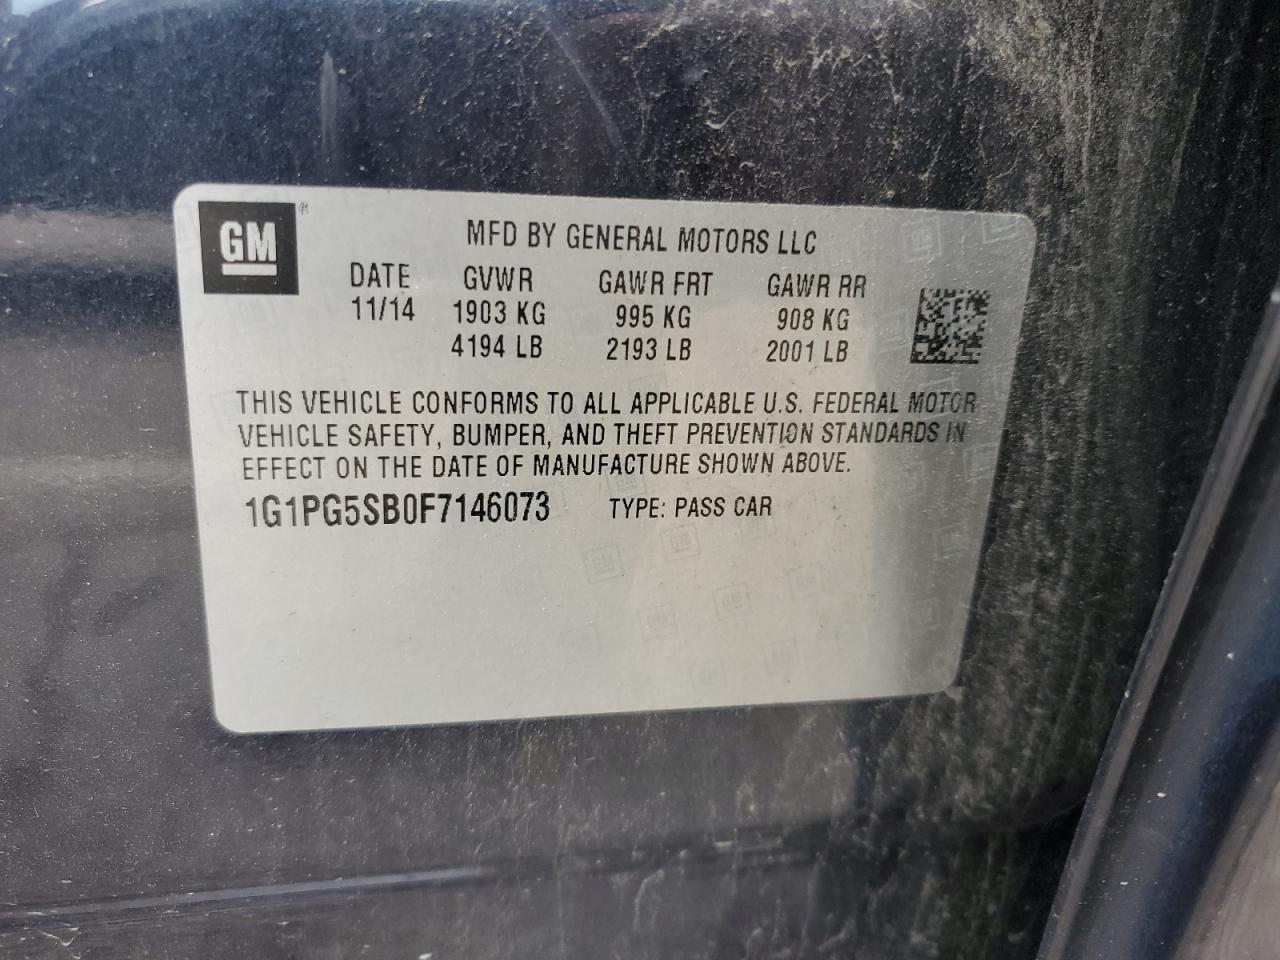 GM ®
MFD BY GENERAL MOTORS LLC
DATE GVWR GAWR FRT GAWR RR
11/14 1903 KG 995 KG 908 KG
4194 LB 2193 LB 2001 LB
THIS VEHICLE CONFORMS TO ALL APPLICABLE U.S. FEDERAL MOTOR
VEHICLE SAFETY, BUMPER, AND THEFT PREVENTION STANDARDS IN
EFFECT ON THE DATE OF MANUFACTURE SHOWN ABOVE.
1G1PG5SB0F7146073 TYPE: PASS CAR